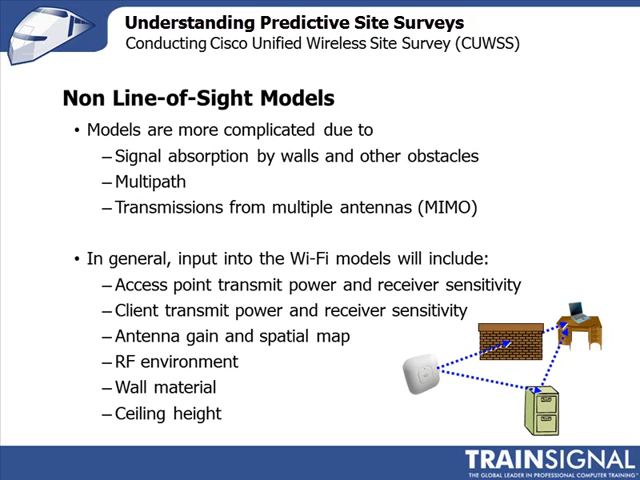 Understanding Predictive Site Surveys
Conducting Cisco Unified Wireless Site Survey (CUWSS)
Non Line-of-Sight Models
• Models are more complicated due to
– Signal absorption by walls and other obstacles
– Multipath
– Transmissions from multiple antennas (MIMO)
• In general, input into the Wi-Fi models will include:
– Access point transmit power and receiver sensitivity
– Client transmit power and receiver sensitivity
– Antenna gain and spatial map
– RF environment
– Wall material
– Ceiling height
TRAINSIGNAL
THE GLOBAL LEADER IN PROFESSIONAL COMPUTER TRAINING™